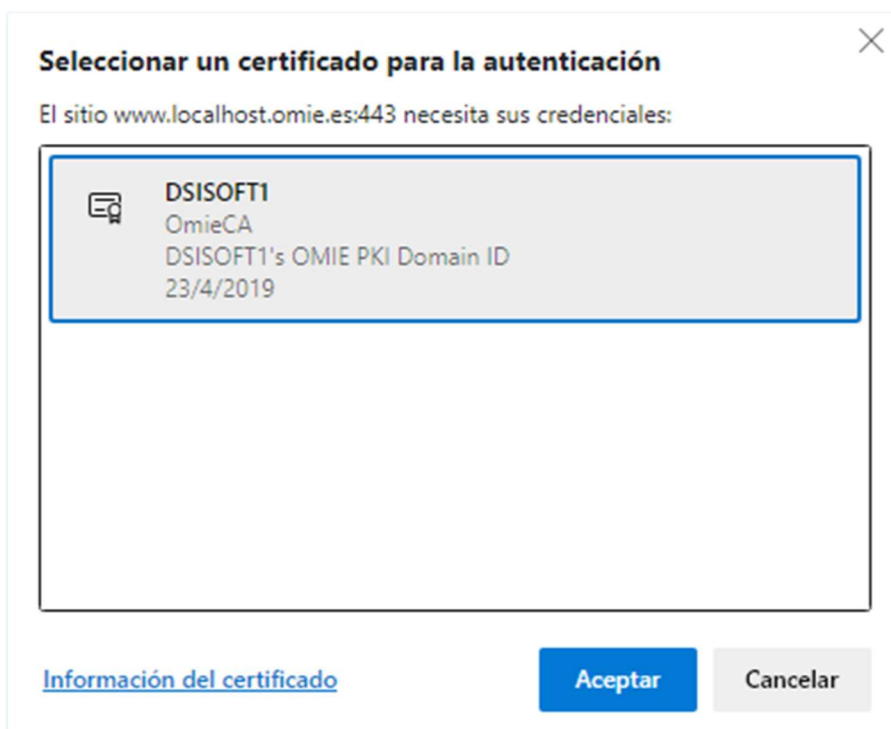 Seleccionar un certificado para la autenticación
El sitio www.localhost.omie.es:443 necesita sus credenciales:
DSISOFT1
OmieCA
DSISOFT1's OMIE PKI Domain ID
23/4/2019
Información del certificado
Aceptar
Cancelar